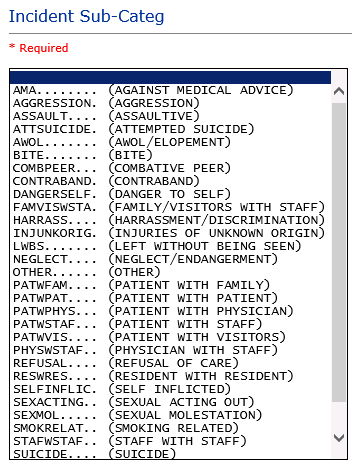 Incident Sub-Categ
* Required
AMA........ (AGAINST MEDICAL ADVICE)
AGGRESSION. (AGGRESSION)
ASSAULT.... (ASSAULTIVE)
ATTSUICIDE. (ATTEMPTED SUICIDE)
AWOL....... (AWOL/ELOPEMENT)
BITE....... (BITE)
COMBPEER... (COMBATIVE PEER)
CONTRABAND. (CONTRABAND)
DANGERSELF. (DANGER TO SELF)
FAMVISWSTA. (FAMILY/VISITORS WITH STAFF)
HARRASS.... (HARRASSMENT/DISCRIMINATION)
INJUNKORIG. (INJURIES OF UNKNOWN ORIGIN)
LWBS....... (LEFT WITHOUT BEING SEEN)
NEGLECT.... (NEGLECT/ENDANGERMENT)
OTHER...... (OTHER)
PATWFAM.... (PATIENT WITH FAMILY)
PATWPAT.... (PATIENT WITH PATIENT)
PATWPHYS... (PATIENT WITH PHYSICIAN)
PATWSTAF... (PATIENT WITH STAFF)
PATWVIS.... (PATIENT WITH VISITORS)
PHYSWSTAF.. (PHYSICIAN WITH STAFF)
REFUSAL.... (REFUSAL OF CARE)
RESWRES.... (RESIDENT WITH RESIDENT)
SELFINFLIC. (SELF INFLICTED)
SEXACTING.. (SEXUAL ACTING OUT)
SEXMOL..... (SEXUAL MOLESTATION)
SMOKRELAT.. (SMOKING RELATED)
STAFWSTAF.. (STAFF WITH STAFF)
SUICIDE.... (SUICIDE)